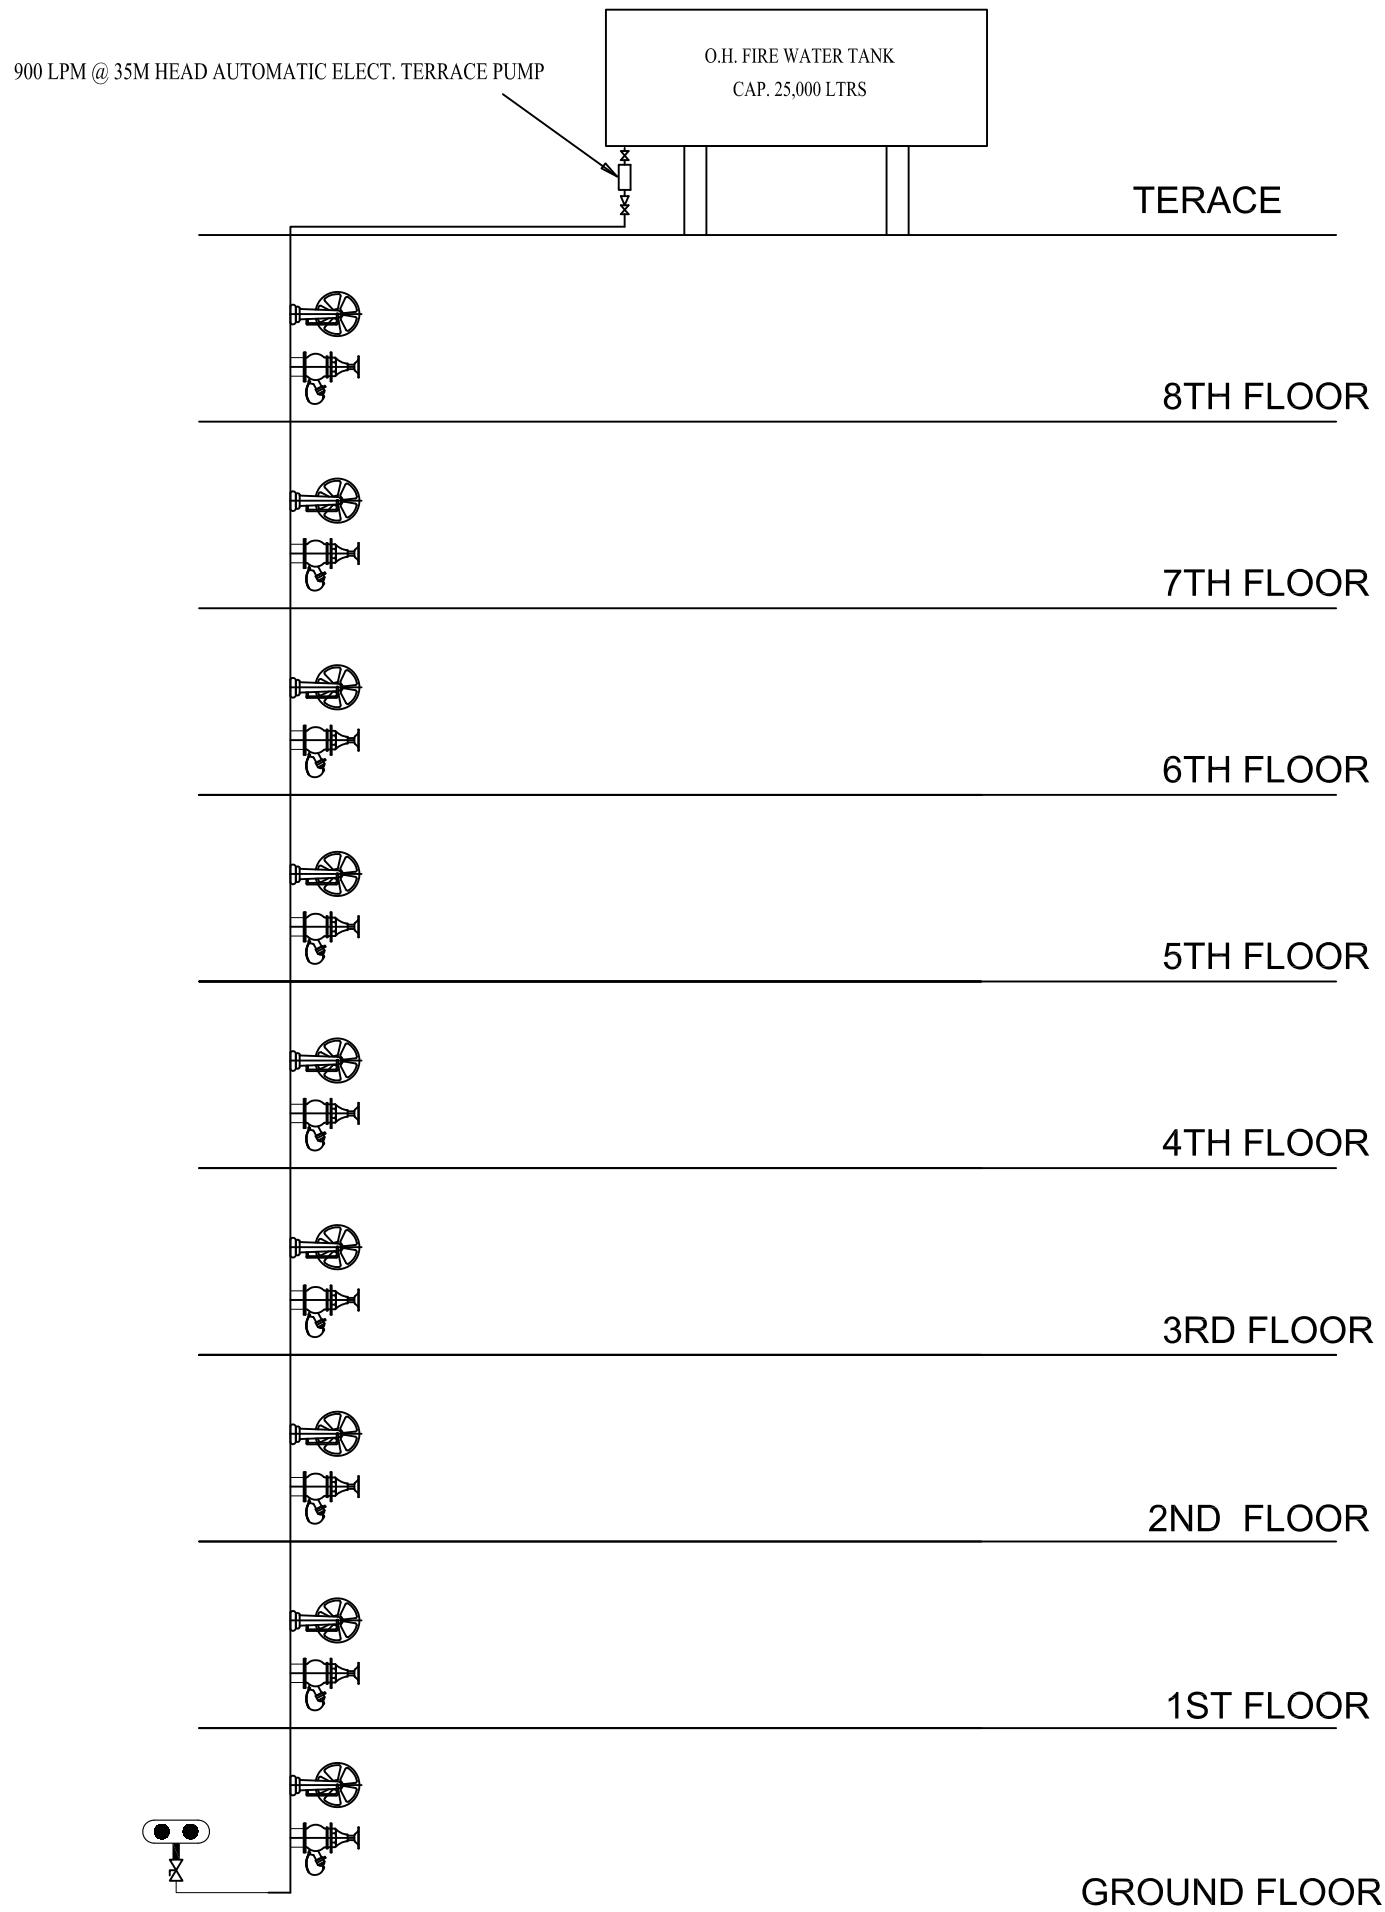 O.H. FIRE WATER TANK
CAP. 25,000 LTRS
900 LPM @ 35M HEAD AUTOMATIC ELECT. TERRACE PUMP
TERACE
8TH FLOOR
7TH FLOOR
6TH FLOOR
5TH FLOOR
4TH FLOOR
3RD FLOOR
2ND FLOOR
1ST FLOOR
GROUND FLOOR